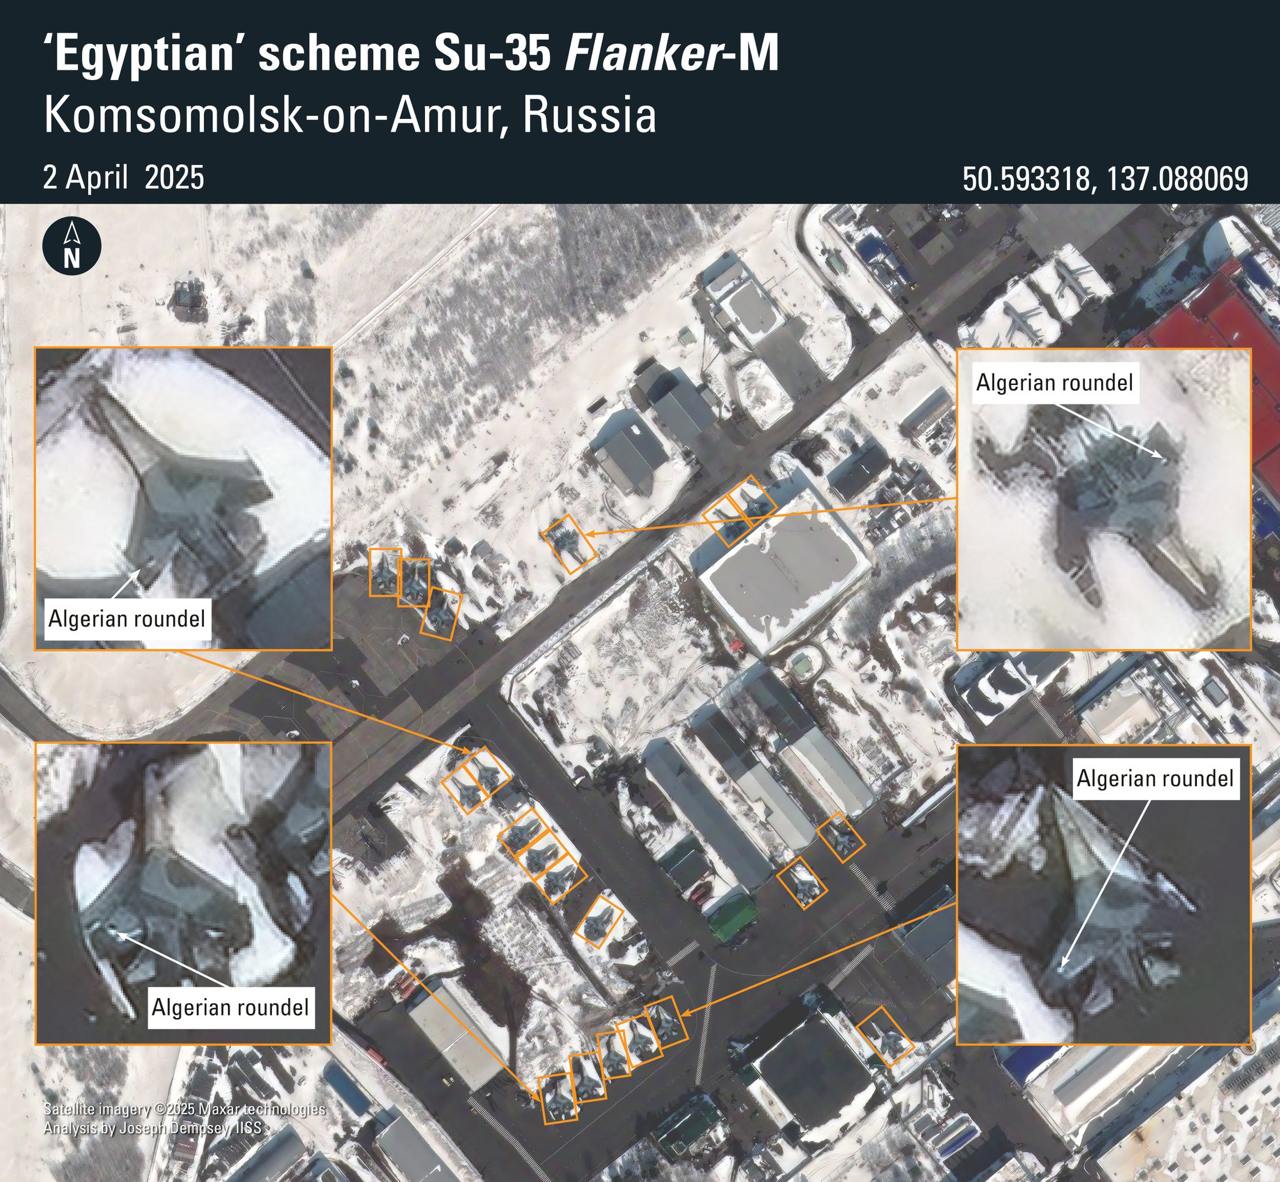 ‘Egyptian’ scheme Su-35 Flanker-M
Komsomolsk-on-Amur, Russia
2 April 2025
50.593318, 137.088069
N
Algerian roundel
Algerian roundel
Algerian roundel
Algerian roundel
Satellite imagery ©2025 Maxar technologies
Analysis by Joseph Dempsey, IISS